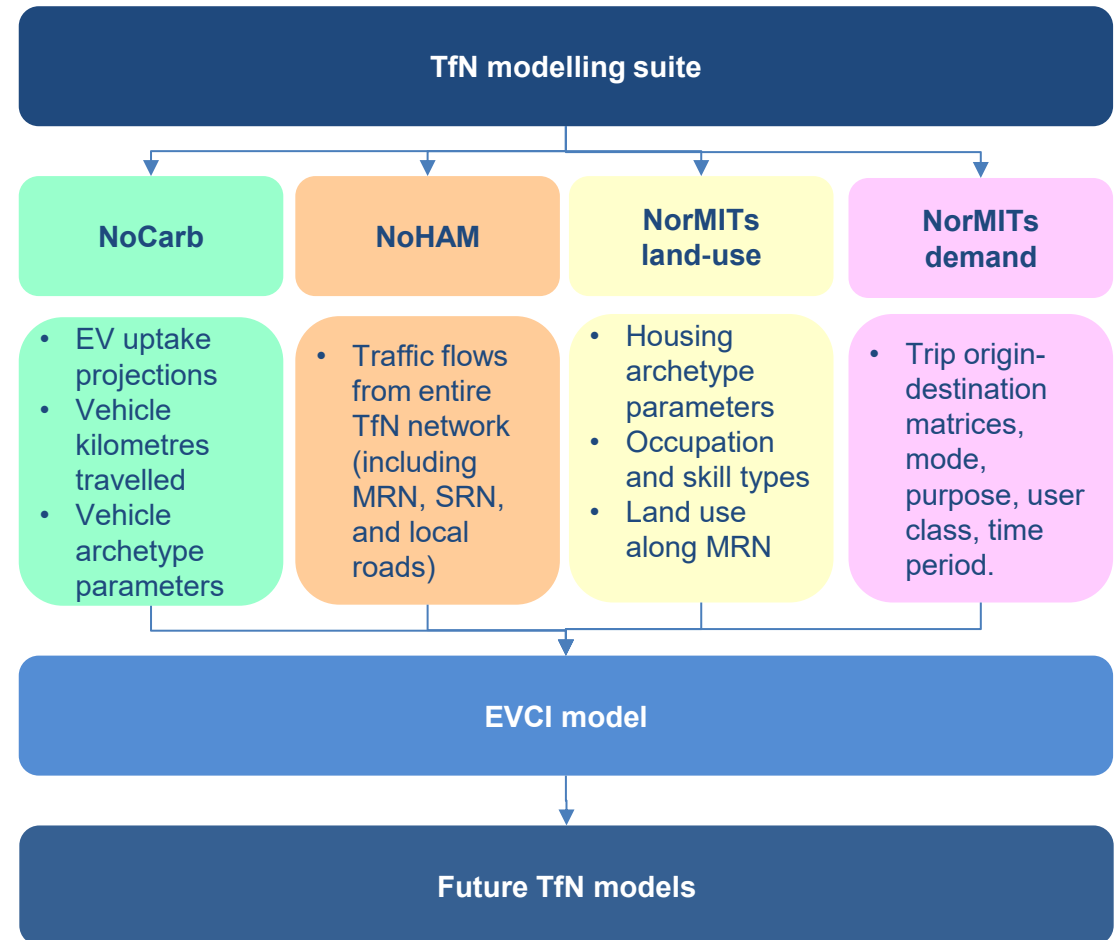 TfN modelling suite
NoCarb
NoHAM
NorMITs
land-use
NorMITs
demand
• EV uptake
projections
• Vehicle
kilometres
travelled
• Vehicle
archetype
parameters
• Traffic flows
from entire
TfN network
(including
MRN, SRN,
and local
roads)
• Housing
archetype
parameters
• Occupation
and skill types
• Land use
along MRN
• Trip origin-
destination
matrices,
mode,
purpose, user
class, time
period.
EVCI model
Future TfN models